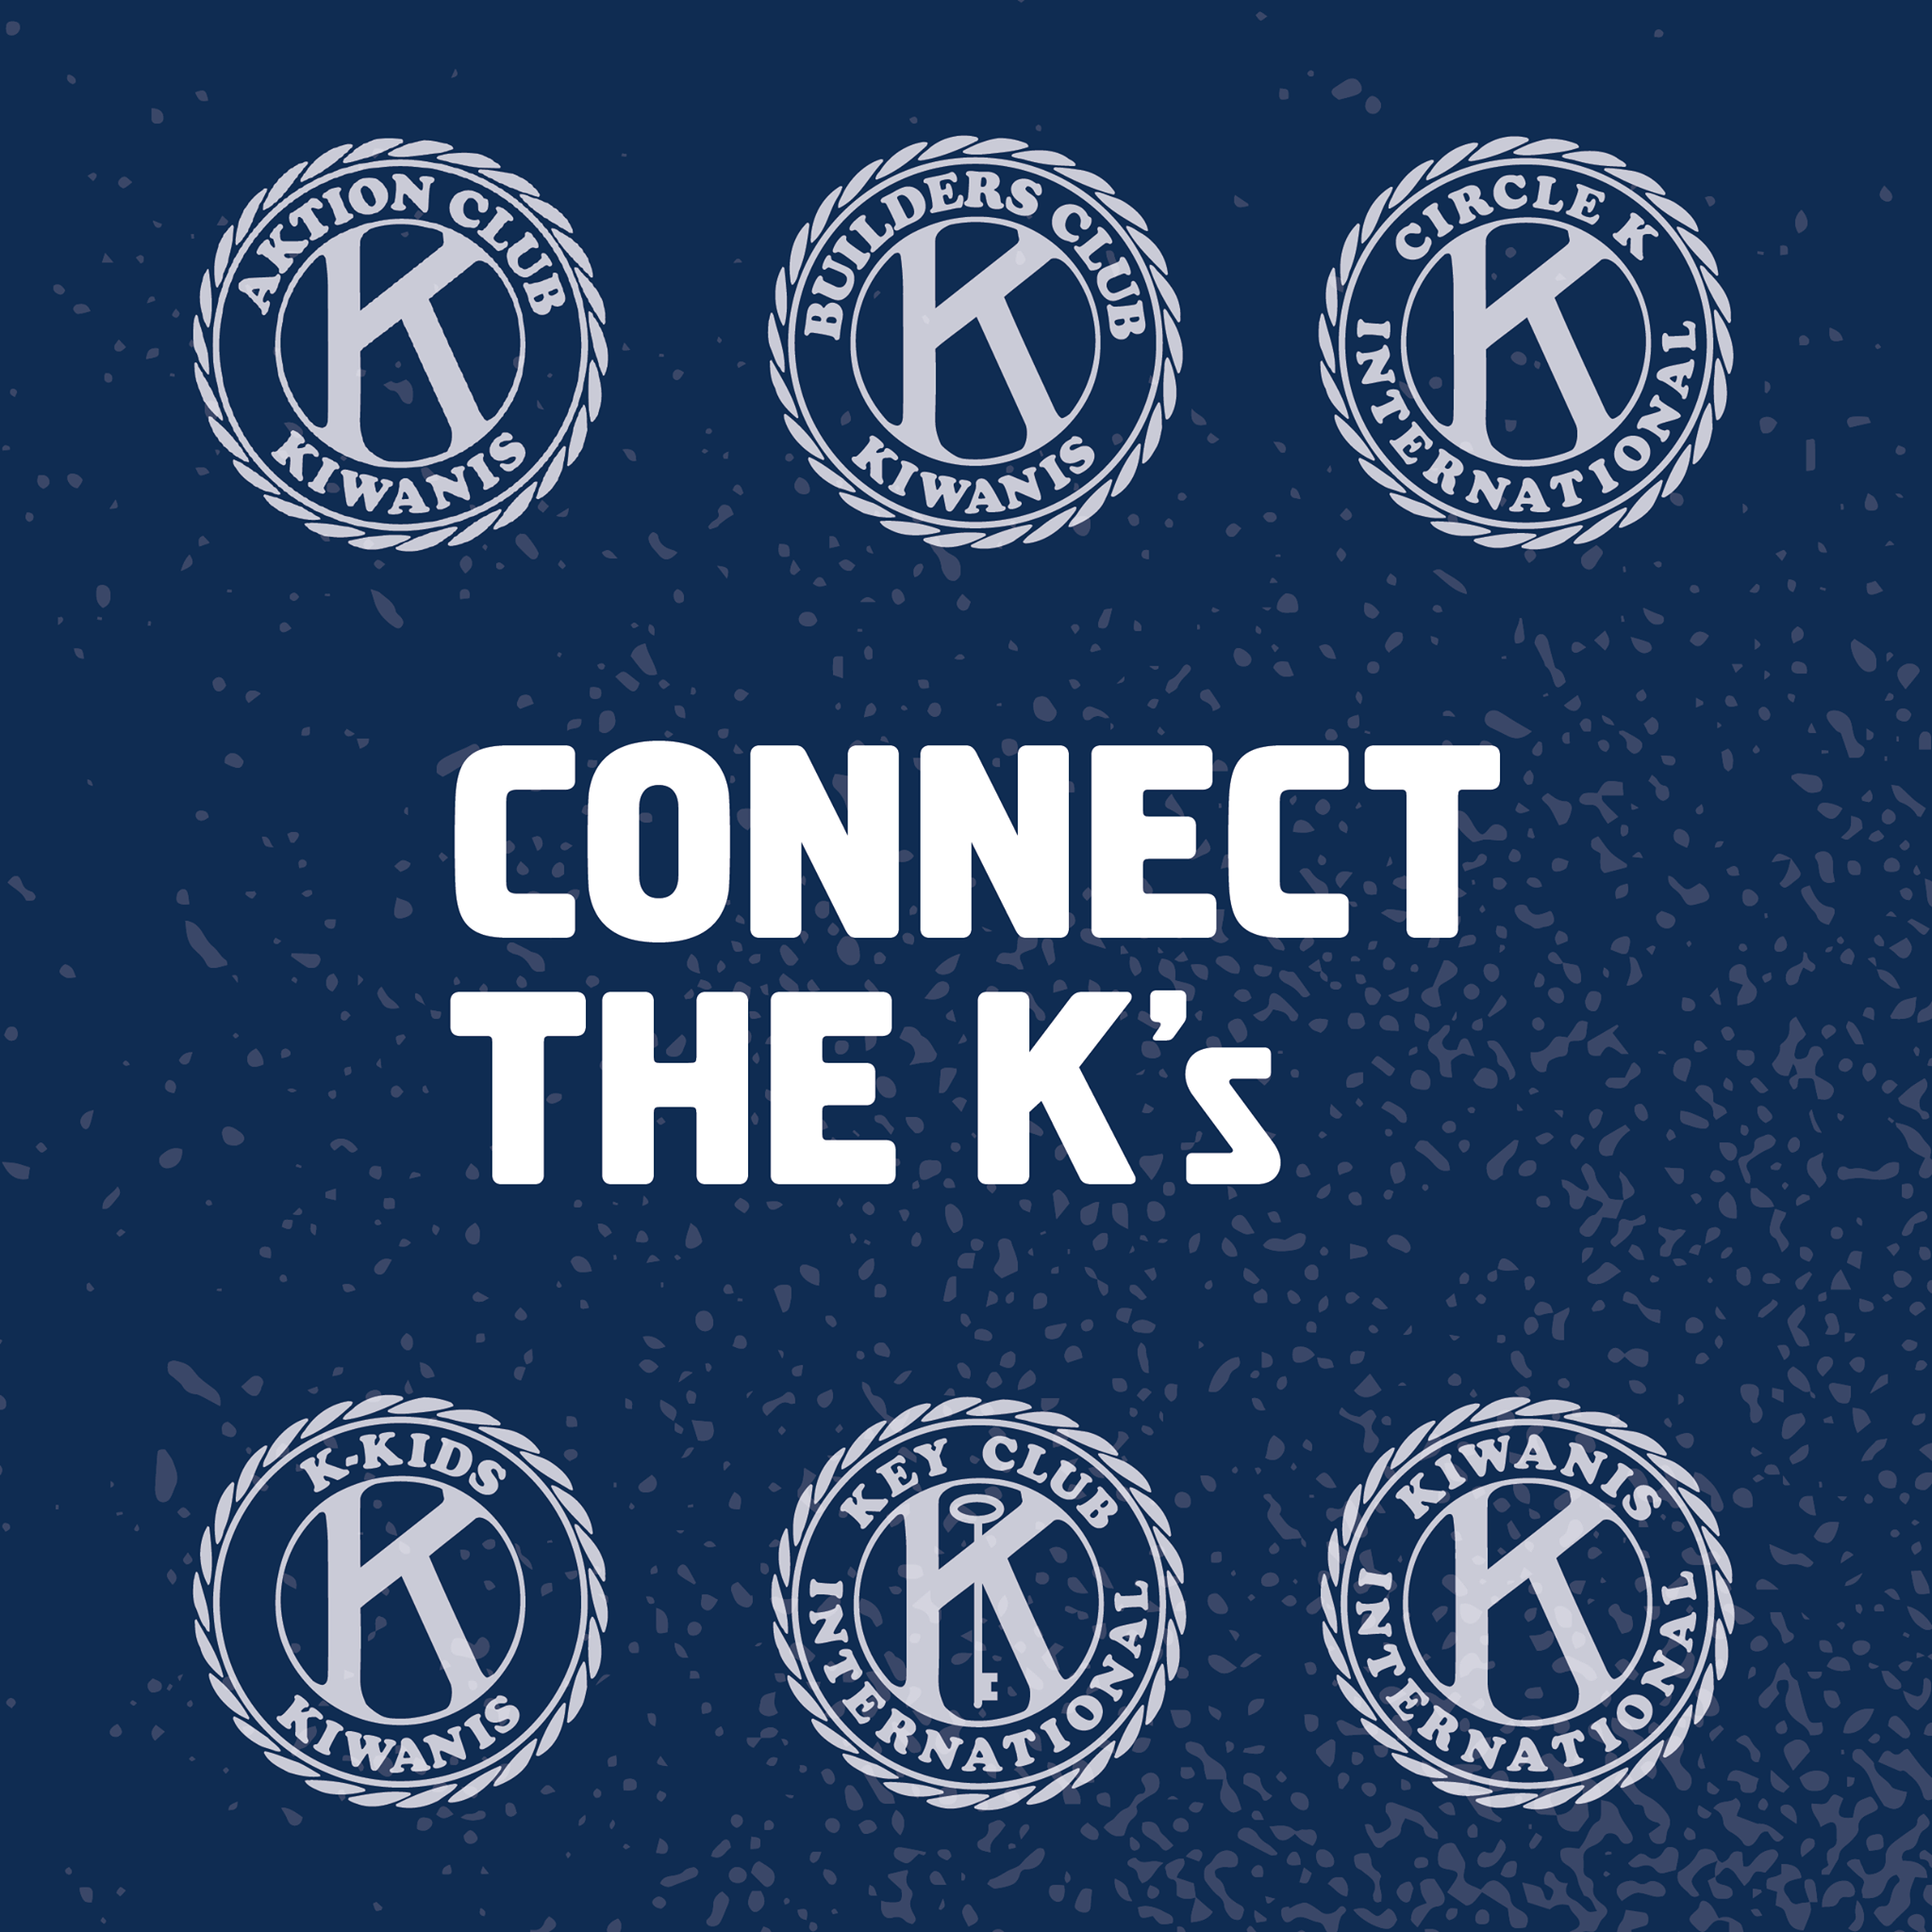 AKTION CLUB
K
KIWANIS
BUILDERS CLUB
K
KIWANIS
CIRCLE K
K
INTERNATIONAL
CONNECT
THE K's
K-KIDS
K
KIWANIS
KEY CLUB
K
INTERNATIONAL
KIWANIS
K
INTERNATIONAL